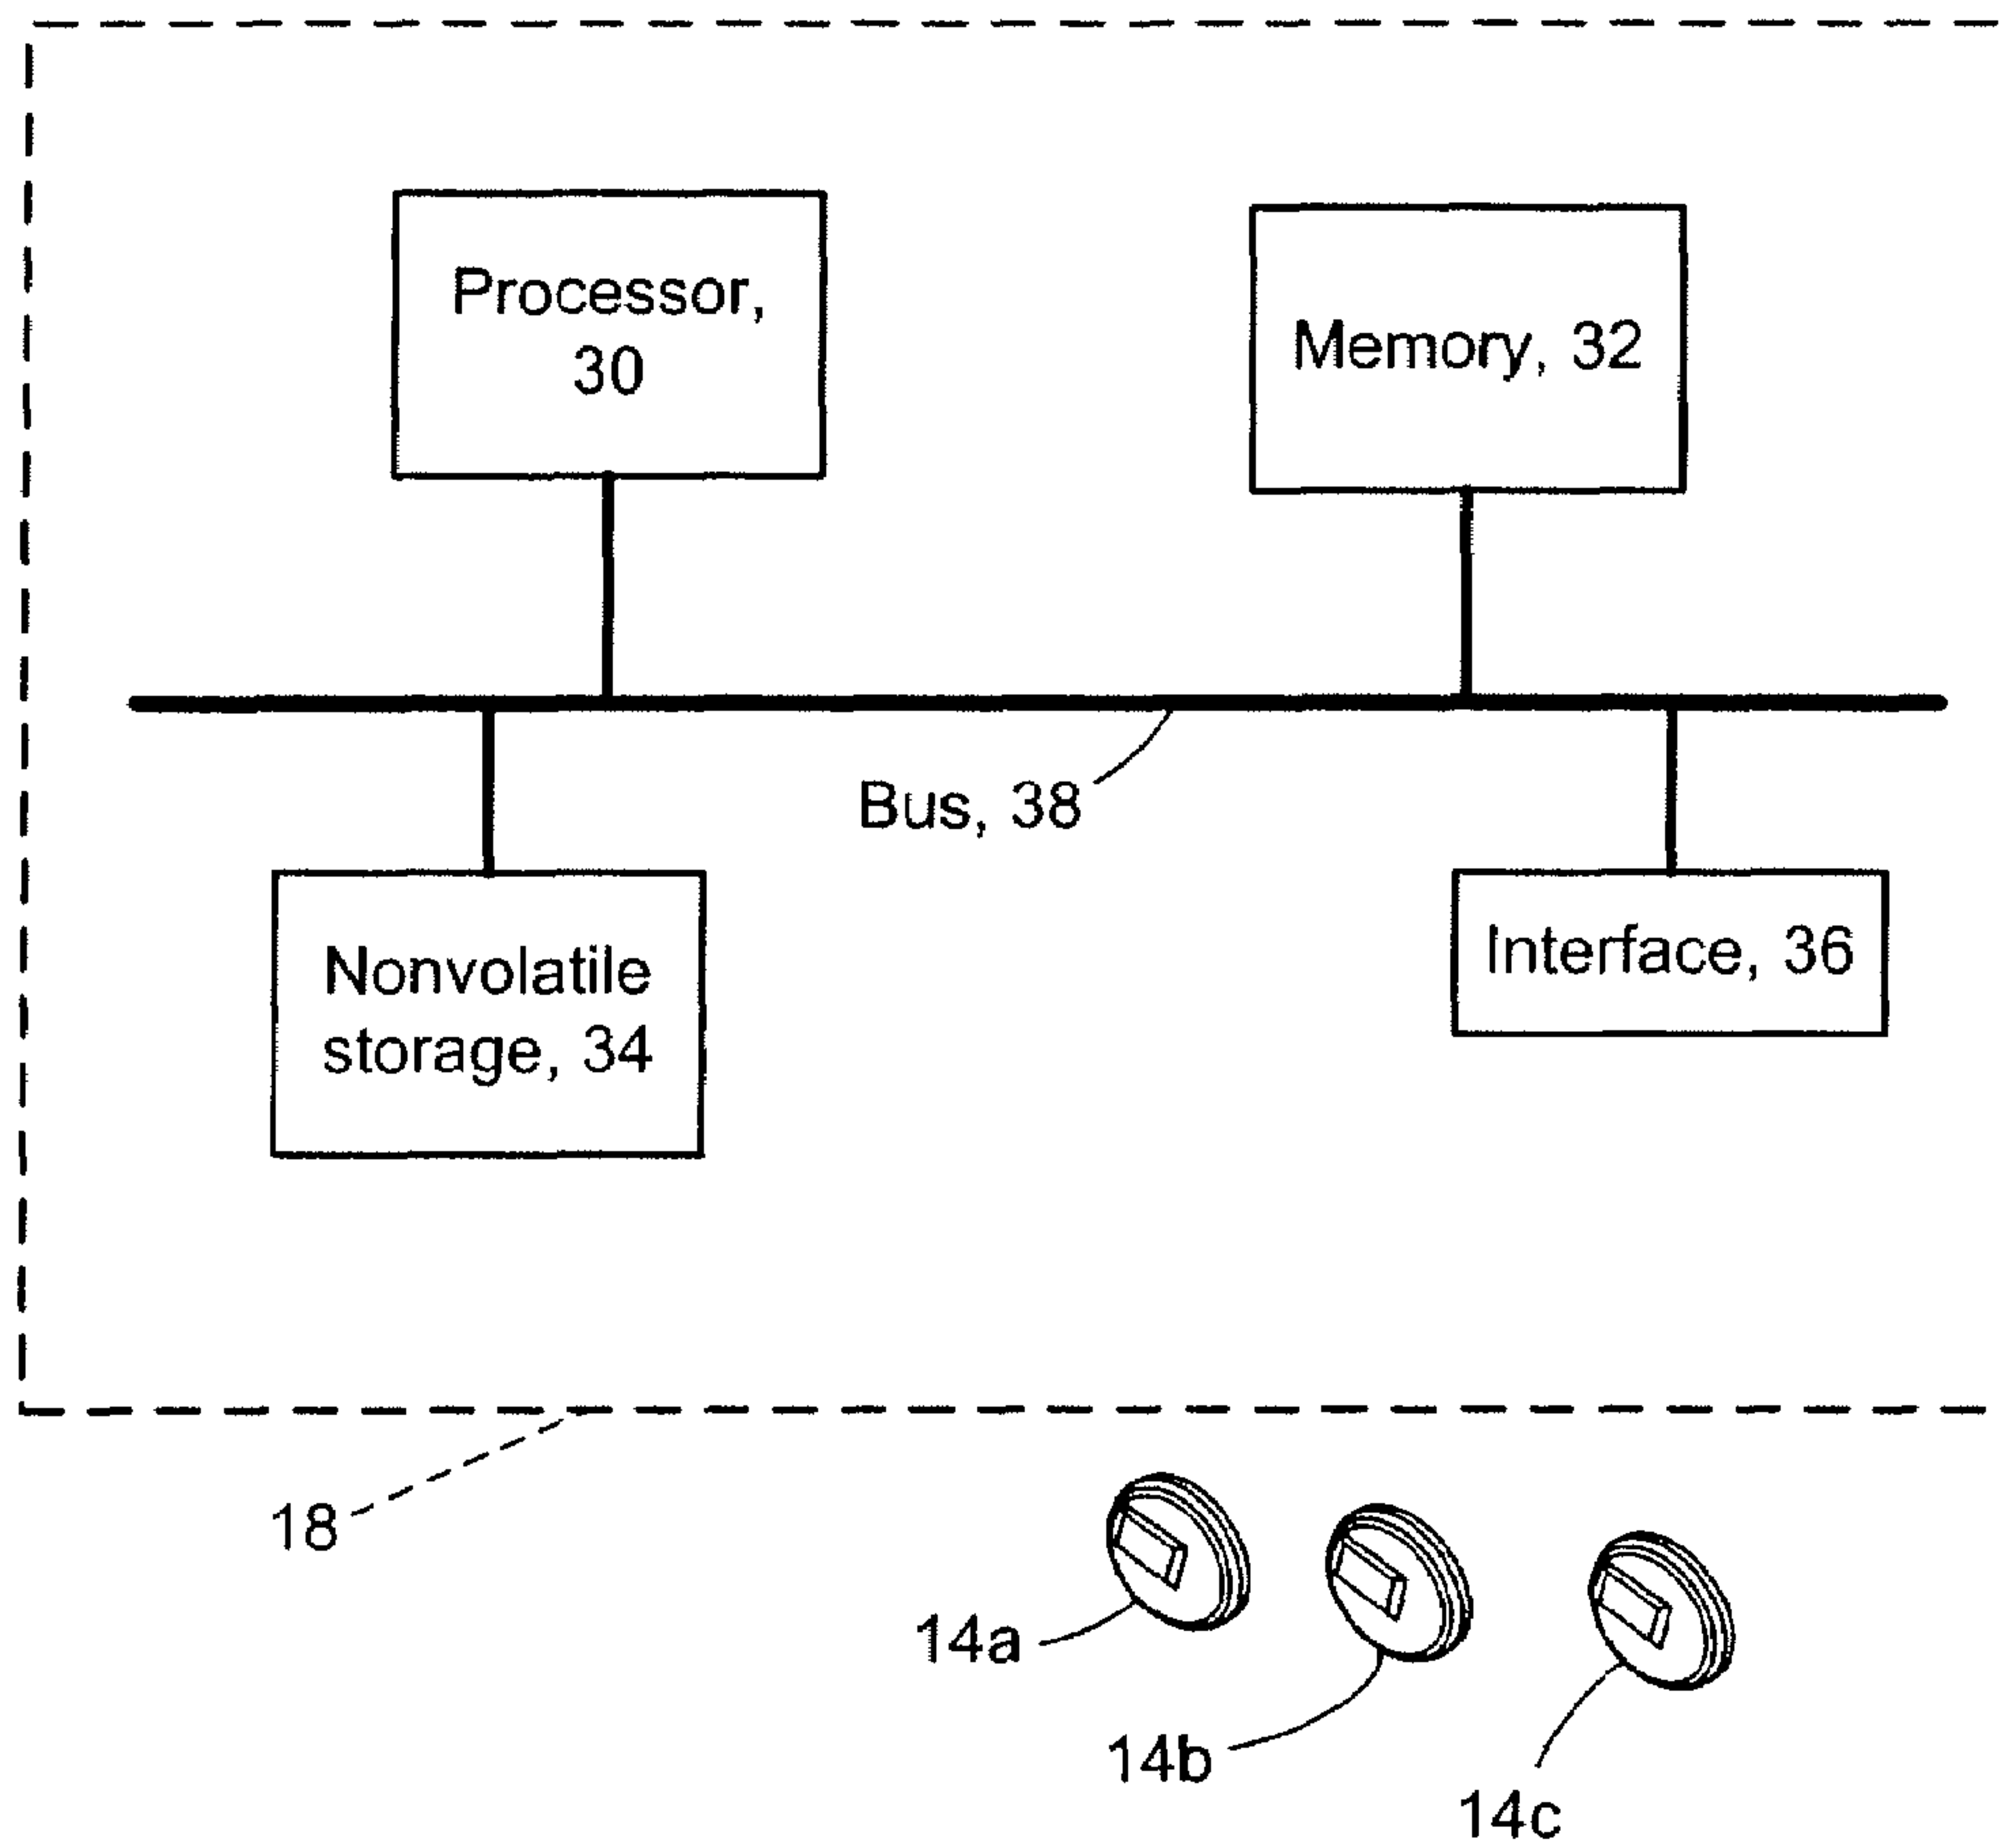 Processor,
30
Memory, 32
Bus, 38
Nonvolatile
storage, 34
Interface, 36
18
14a
14b
14c